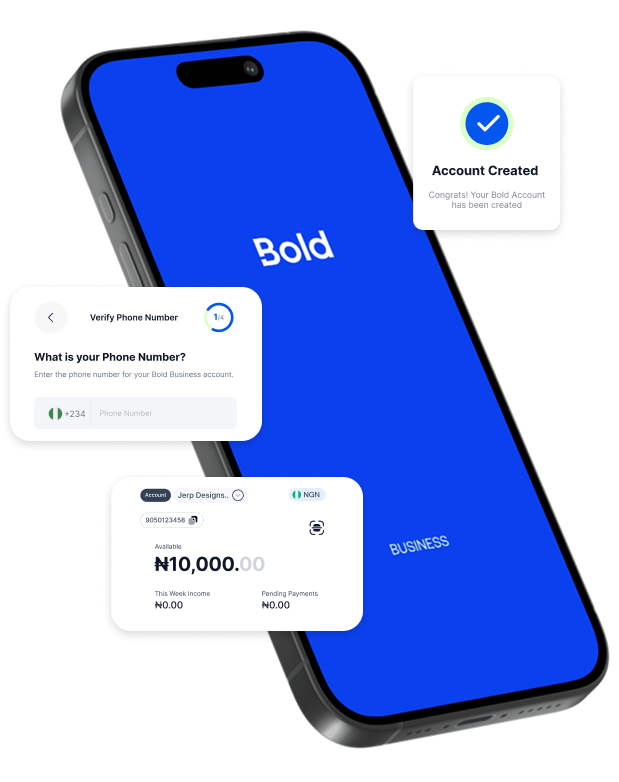 Account Created
Congrats! Your Bold Account
has been created
Bold
Verify Phone Number
1/4
What is your Phone Number?
Enter the phone number for your Bold Business account.
+234
Phone Number
Account
Jerp Designs..
NGN
9050123458
Available
₦10,000.00
This Week Income
Pending Payments
₦0.00
₦0.00
BUSINESS